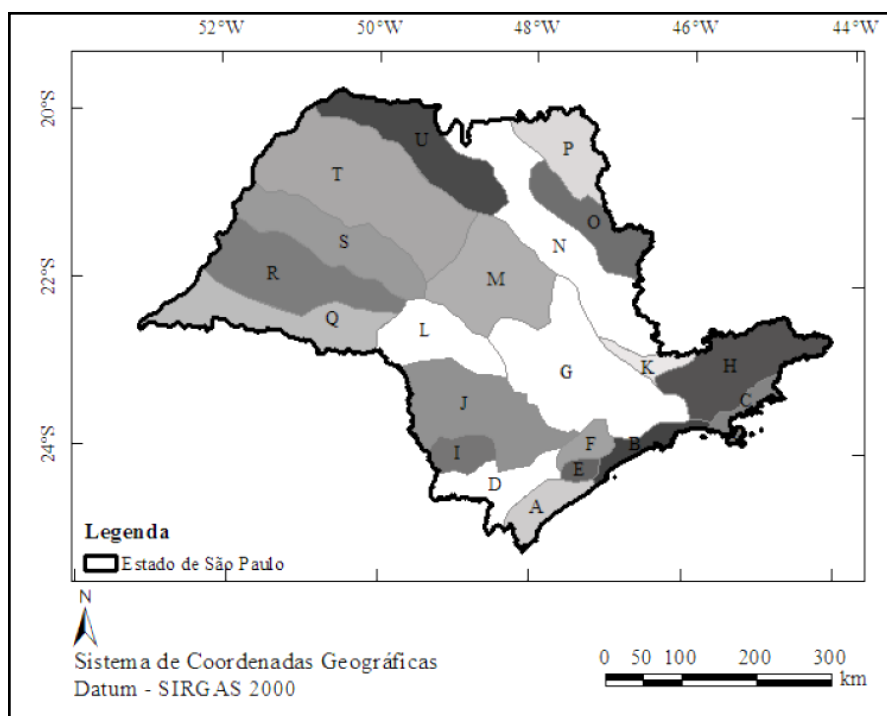 52°W 50°W 48°W 46°W 44°W
20°S
22°S
24°S
U
P
T
O
S
N
R
M
Q
L
G
K
H
C
J
F
B
I
E
D
A
Legenda
Estado de São Paulo
N
Sistema de Coordenadas Geográficas
Datum - SIRGAS 2000
0 50 100 200 300
km